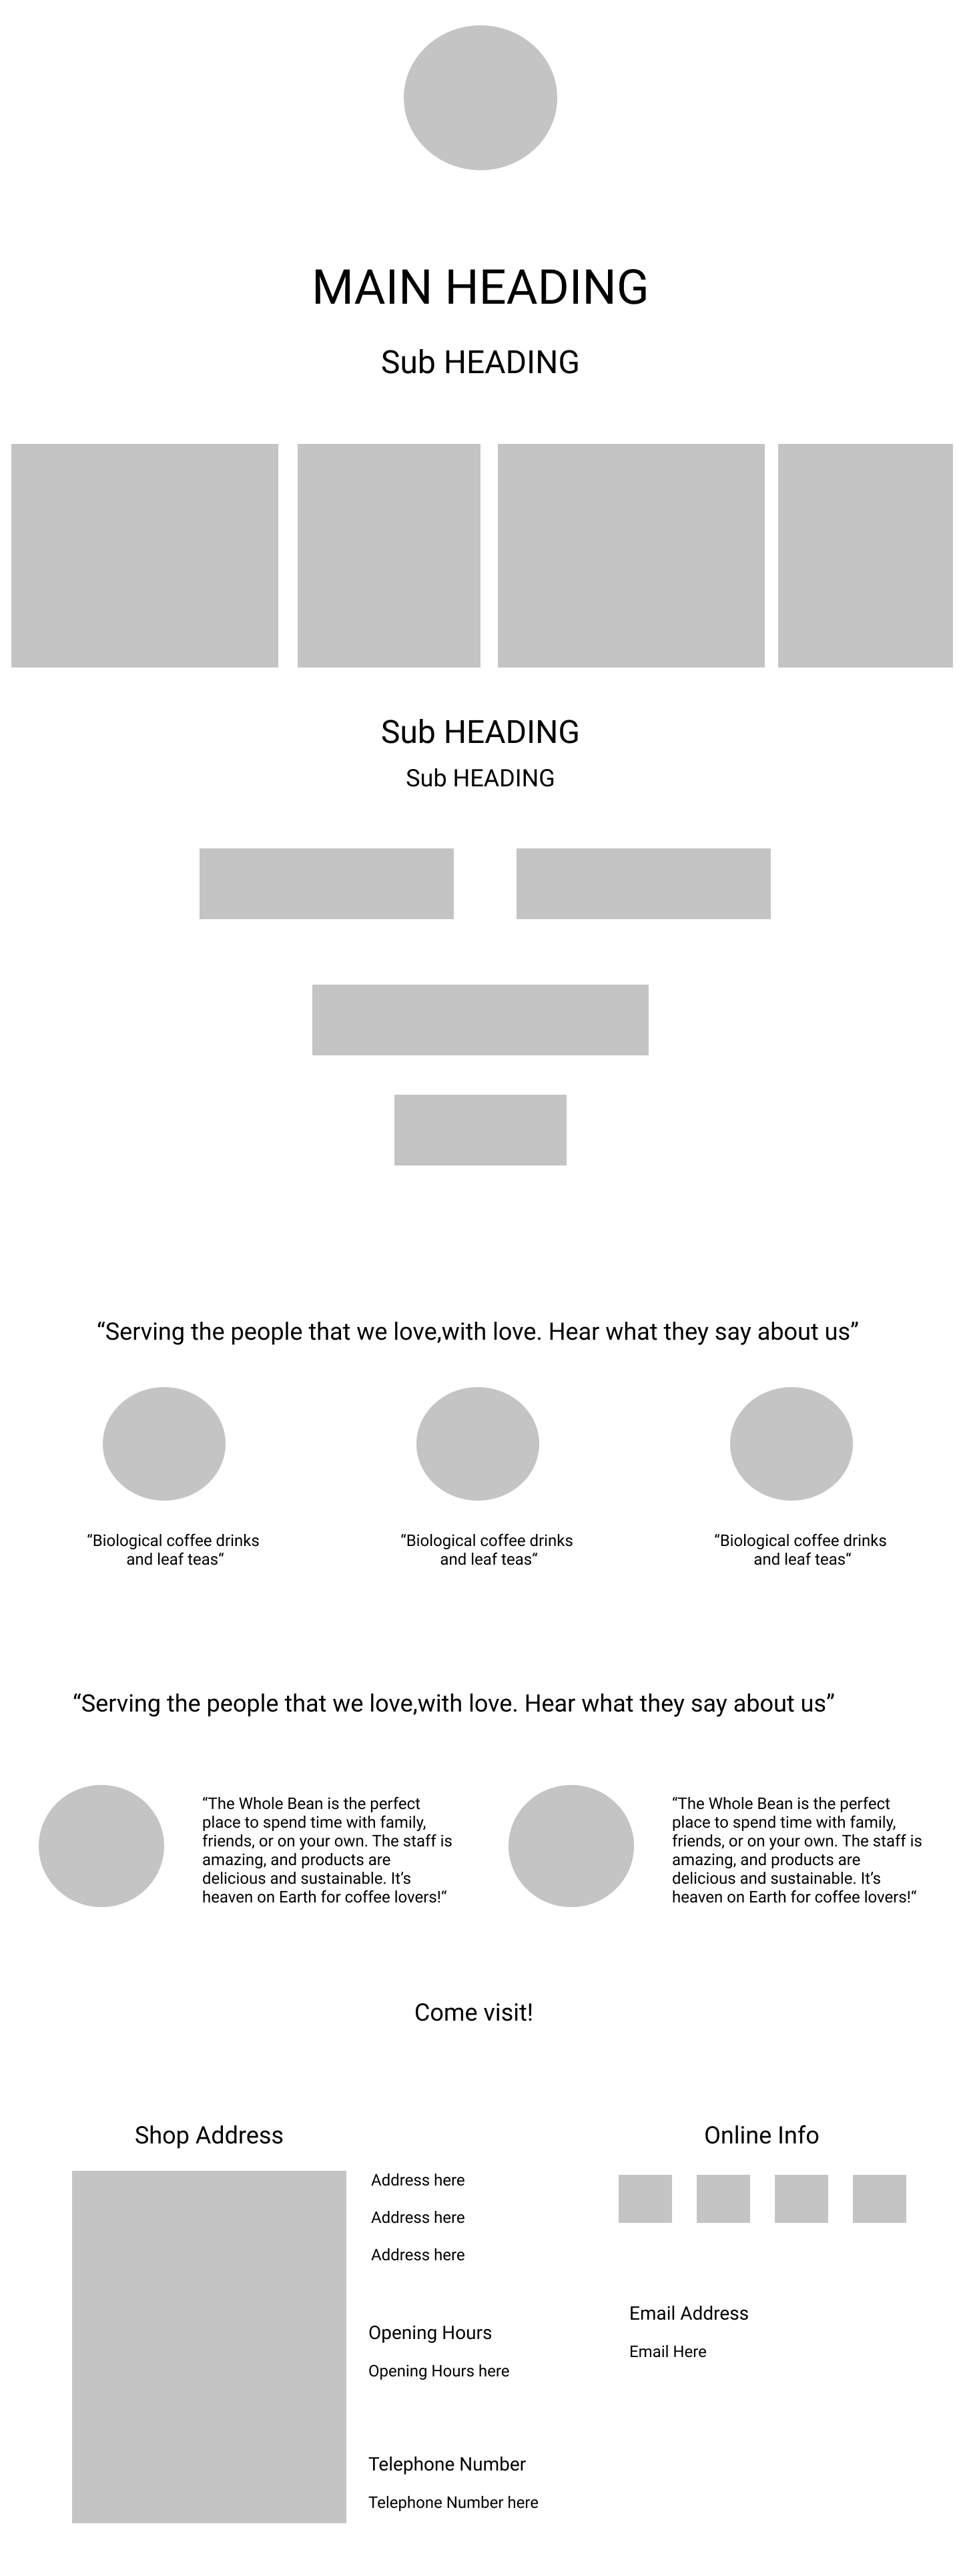 MAIN HEADING
Sub HEADING
Sub HEADING
Sub HEADING
“Serving the people that we love,with love. Hear what they say about us”
“Biological coffee drinks
and leaf teas“
“Biological coffee drinks
and leaf teas“
“Biological coffee drinks
and leaf teas“
“Serving the people that we love,with love. Hear what they say about us”
“The Whole Bean is the perfect
place to spend time with family,
friends, or on your own. The staff is
amazing, and products are
delicious and sustainable. It’s
heaven on Earth for coffee lovers!“
“The Whole Bean is the perfect
place to spend time with family,
friends, or on your own. The staff is
amazing, and products are
delicious and sustainable. It’s
heaven on Earth for coffee lovers!“
Come visit!
Shop Address
Address here
Address here
Address here
Opening Hours
Opening Hours here
Telephone Number
Telephone Number here
Online Info
Email Address
Email Here